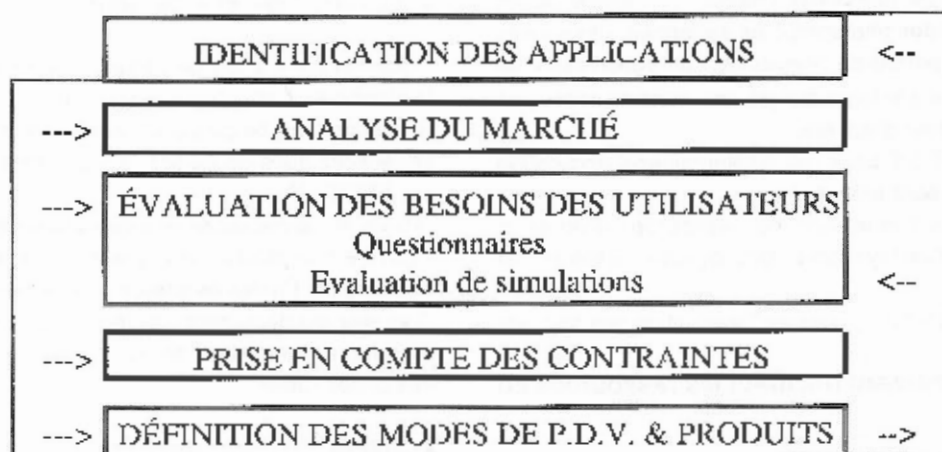 IDENTIFICATION DES APPLICATIONS <--
---> ANALYSE DU MARCHÉ
---> ÉVALUATION DES BESOINS DES UTILISATEURS
Questionnaires
Evaluation de simulations <--
---> PRISE EN COMPTE DES CONTRAINTES
---> DÉFINITION DES MODES DE P.D.V. & PRODUITS -->